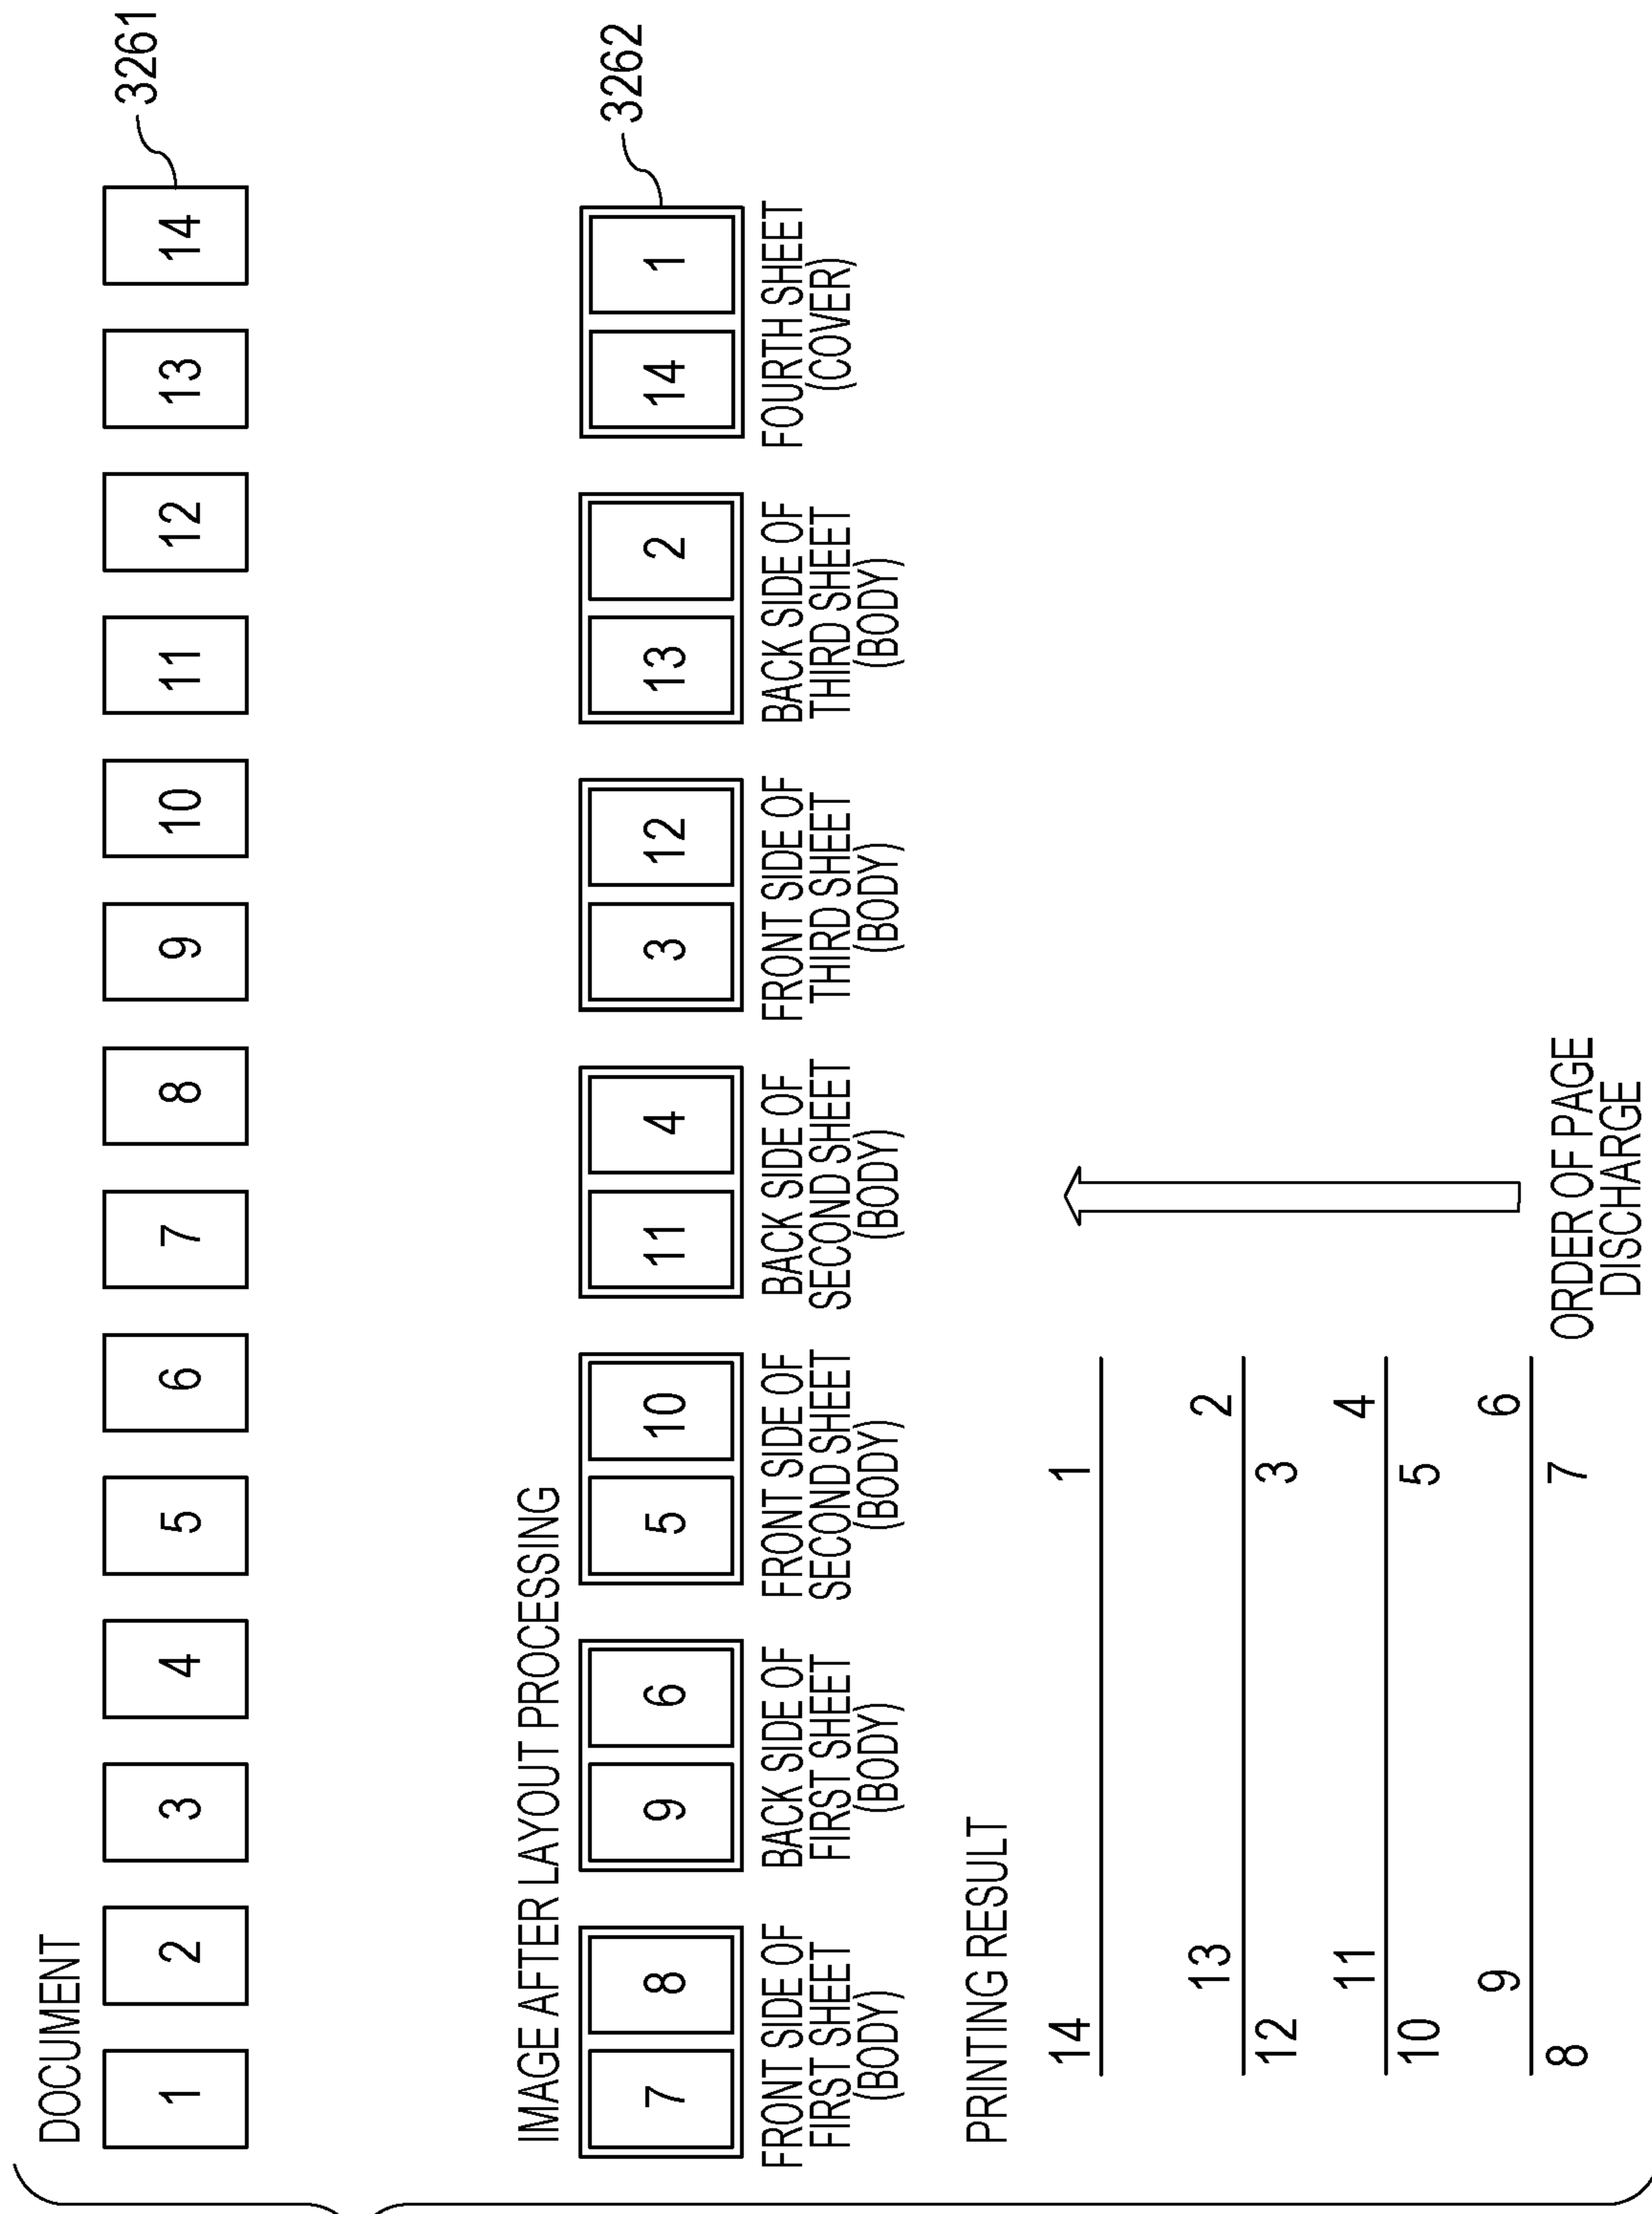 DOCUMENT
1 2 3 4 5 6 7 8 9 10 11 12 13 14
3261
IMAGE AFTER LAYOUT PROCESSING
7 8
FRONT SIDE OF
FIRST SHEET
(BODY)
9 6
BACK SIDE OF
FIRST SHEET
(BODY)
5 10
FRONT SIDE OF
SECOND SHEET
(BODY)
11 4
BACK SIDE OF
SECOND SHEET
(BODY)
3 12
FRONT SIDE OF
THIRD SHEET
(BODY)
13 2
BACK SIDE OF
THIRD SHEET
(BODY)
14 1
FOURTH SHEET
(COVER)
3262
PRINTING RESULT
14 1
13 2
12 3
11 4
10 5
9 6
8 7
ORDER OF PAGE
DISCHARGE